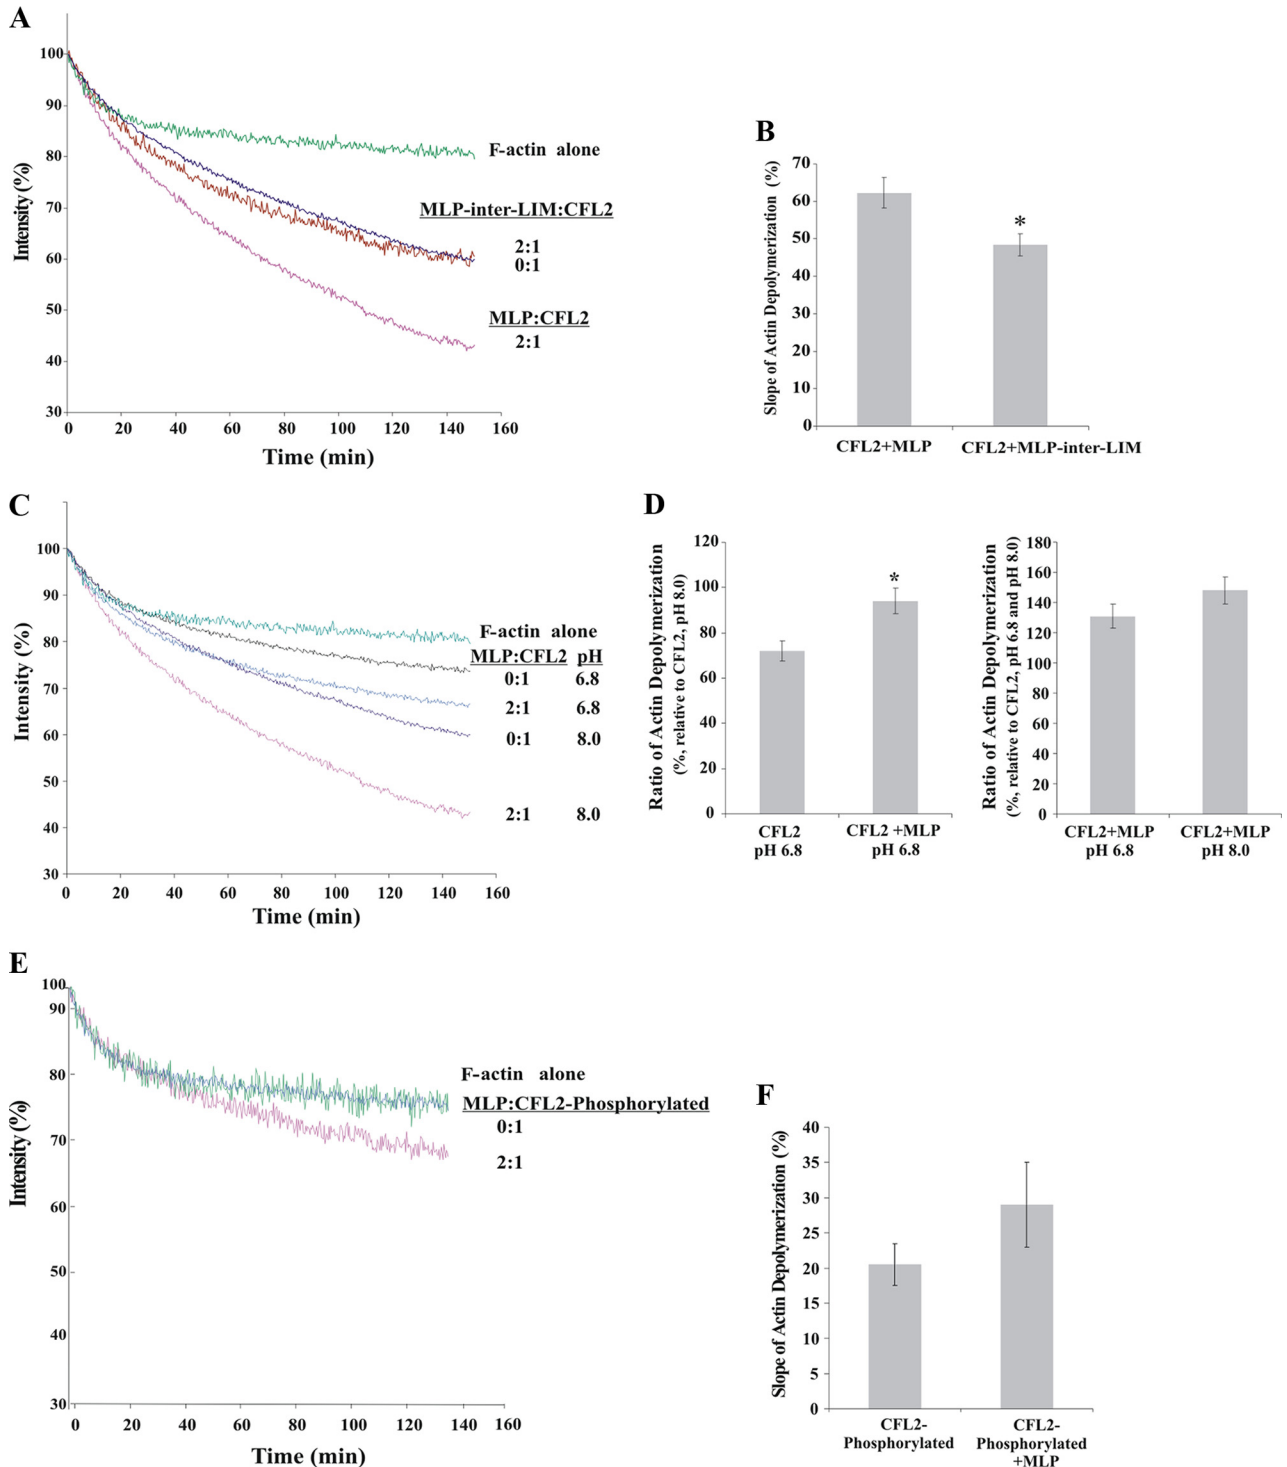 A
100
90
80
70
60
50
40
30
Intensity (%)
0 20 40 60 80 100 120 140 160
Time (min)
F-actin alone
MLP-inter-LIM:CFL2
2:1
0:1
MLP:CFL2
2:1
B
70
60
50
40
30
20
10
0
Slope of Actin Depolymerization (%)
*
CFL2+MLP CFL2+MLP-inter-LIM
C
100
90
80
70
60
50
40
30
Intensity (%)
0 20 40 60 80 100 120 140 160
Time (min)
F-actin alone
MLP:CFL2 pH
0:1 6.8
2:1 6.8
0:1 8.0
2:1 8.0
D
120
100
80
60
40
20
0
Ratio of Actin Depolymerization
(%, relative to CFL2, pH 8.0)
*
CFL2 CFL2 +MLP
pH 6.8 pH 6.8
180
160
140
120
100
80
60
40
20
0
Ratio of Actin Depolymerization
(%, relative to CFL2, pH 6.8 and pH 8.0)
CFL2+MLP CFL2+MLP
pH 6.8 pH 8.0
E
100
90
80
70
60
50
40
30
Intensity (%)
0 20 40 60 80 100 120 140 160
Time (min)
F-actin alone
MLP:CFL2-Phosphorylated
0:1
2:1
F
40
35
30
25
20
15
10
5
0
Slope of Actin Depolymerization (%)
CFL2- CFL2-
Phosphorylated Phosphorylated
+MLP